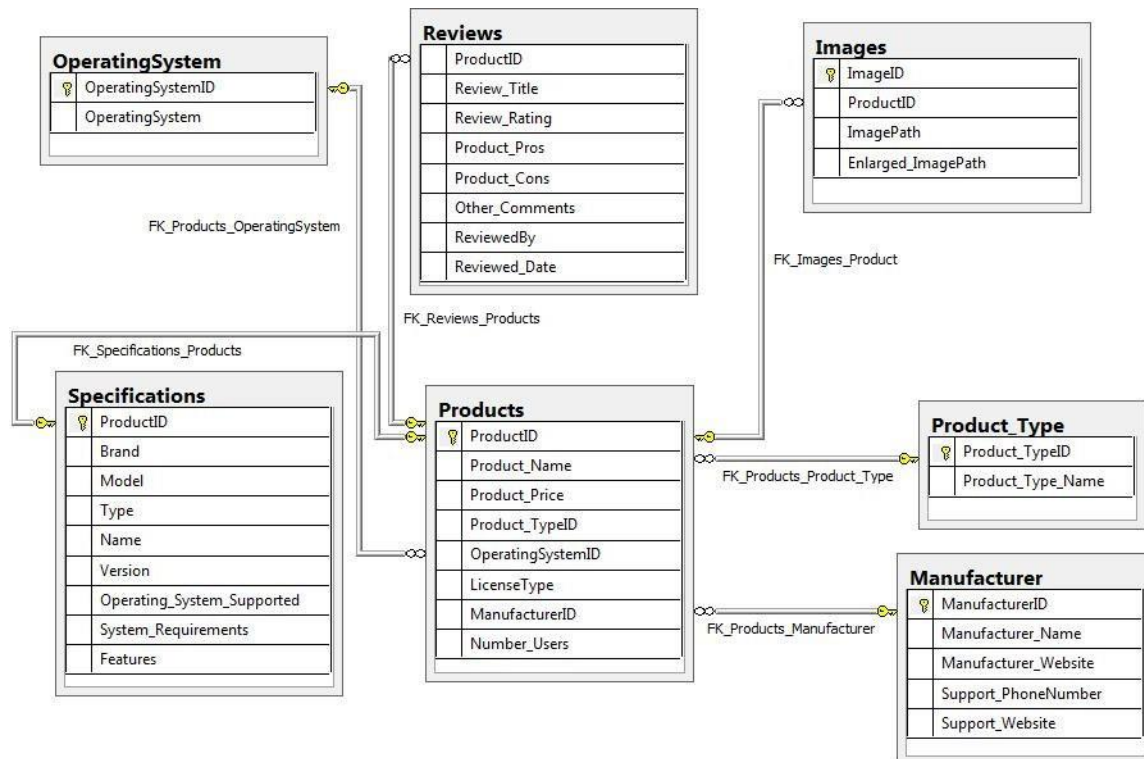 OperatingSystem
OperatingSystemID
OperatingSystem
Reviews
ProductID
Review_Title
Review_Rating
Product_Pros
Product_Cons
Other_Comments
ReviewedBy
Reviewed_Date
Images
ImageID
ProductID
ImagePath
Enlarged_ImagePath
FK_Products_OperatingSystem
FK_Images_Product
FK_Reviews_Products
FK_Specifications_Products
Specifications
ProductID
Brand
Model
Type
Name
Version
Operating_System_Supported
System_Requirements
Features
Products
ProductID
Product_Name
Product_Price
Product_TypeID
OperatingSystemID
LicenseType
ManufacturerID
Number_Users
Product_Type
Product_TypeID
Product_Type_Name
FK_Products_Product_Type
Manufacturer
ManufacturerID
Manufacturer_Name
Manufacturer_Website
Support_PhoneNumber
Support_Website
FK_Products_Manufacturer